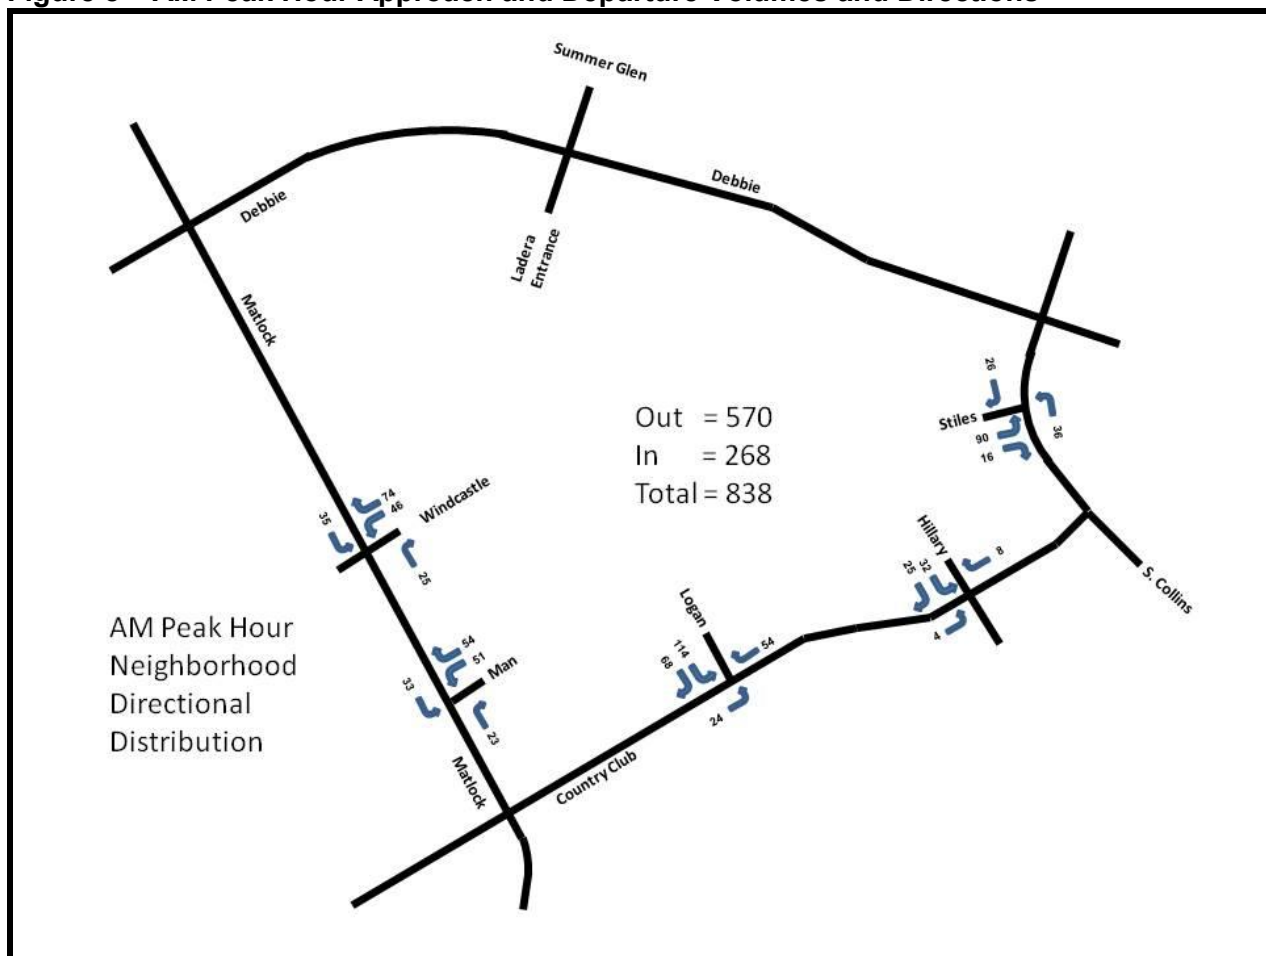 Figure AM Peak Hour Approach and Departure Volumes and Directions
Summer Glen
Debbie
Debbie
Ladera
Entrance
Matlock
26
Stiles
36
90
16
Out = 570
In = 268
Total = 838
74
46
Windcastle
35
25
Hillary
8
32
25
4
S. Collins
Logan
54
114
68
24
AM Peak Hour
Neighborhood
Directional
Distribution
54
51
Man
33
23
Matlock
Country Club